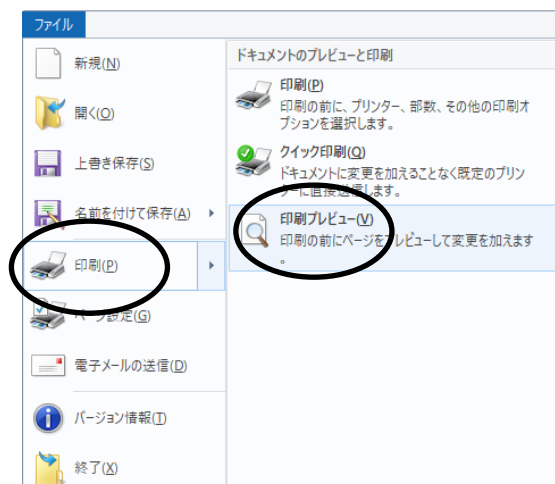 ファイル
新規(N)
開く(O)
上書き保存(S)
名前を付けて保存(A)
印刷(P)
ページ設定(G)
電子メールの送信(D)
バージョン情報(T)
終了(X)
ドキュメントのプレビューと印刷
印刷(P)
印刷の前に、プリンター、部数、その他の印刷オ
プションを選択します。
クイック印刷(Q)
ドキュメントに変更を加えることなく既定のプリン
ターに直接送信します。
印刷プレビュー(V)
印刷の前にページをプレビューして変更を加えます
。